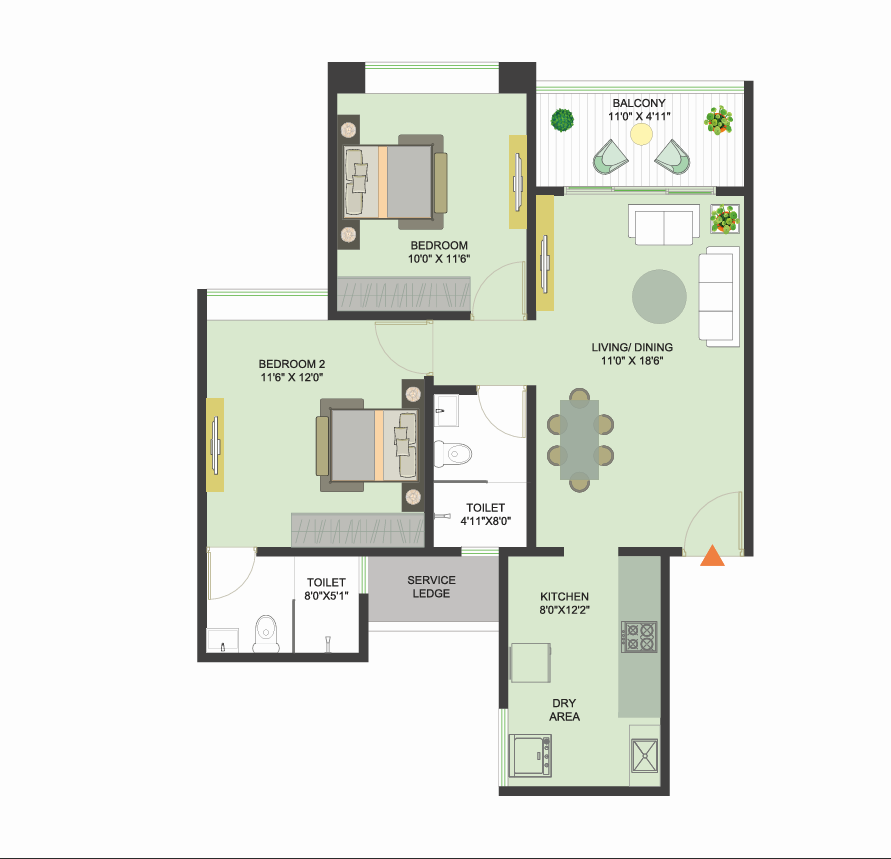 BALCONY
11'0" X 4'11"
BEDROOM
10'0" X 11'6"
LIVING/ DINING
11'0" X 18'6"
BEDROOM 2
11'6" X 12'0"
TOILET
4'11"X8'0"
TOILET
8'0"X5'1"
SERVICE
LEDGE
KITCHEN
8'0"X12'2"
DRY
AREA